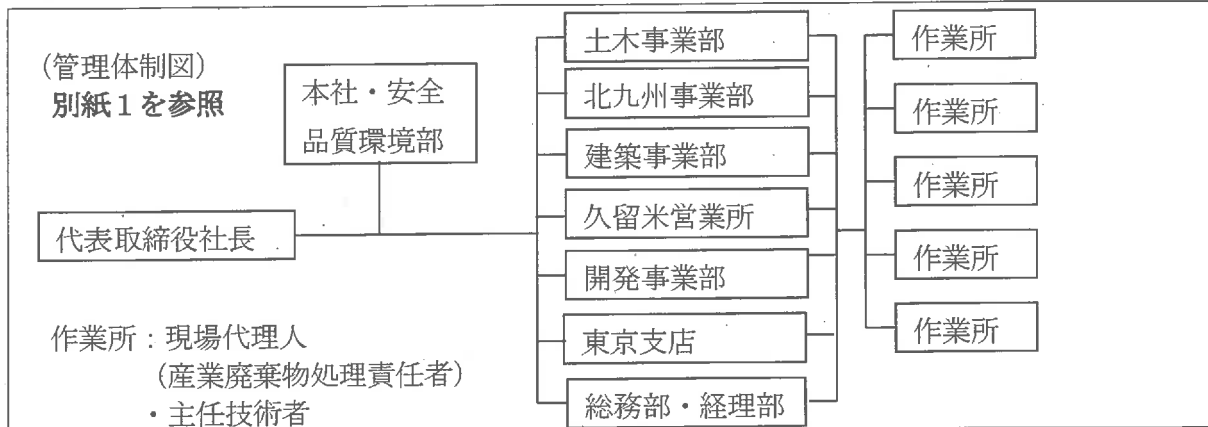 (管理体制図)
別紙1を参照
本社・安全
品質環境部
代表取締役社長
土木事業部
北九州事業部
建築事業部
久留米営業所
開発事業部
東京支店
総務部・経理部
作業所
作業所
作業所
作業所
作業所
作業所:現場代理人
(産業廃棄物処理責任者)
・主任技術者